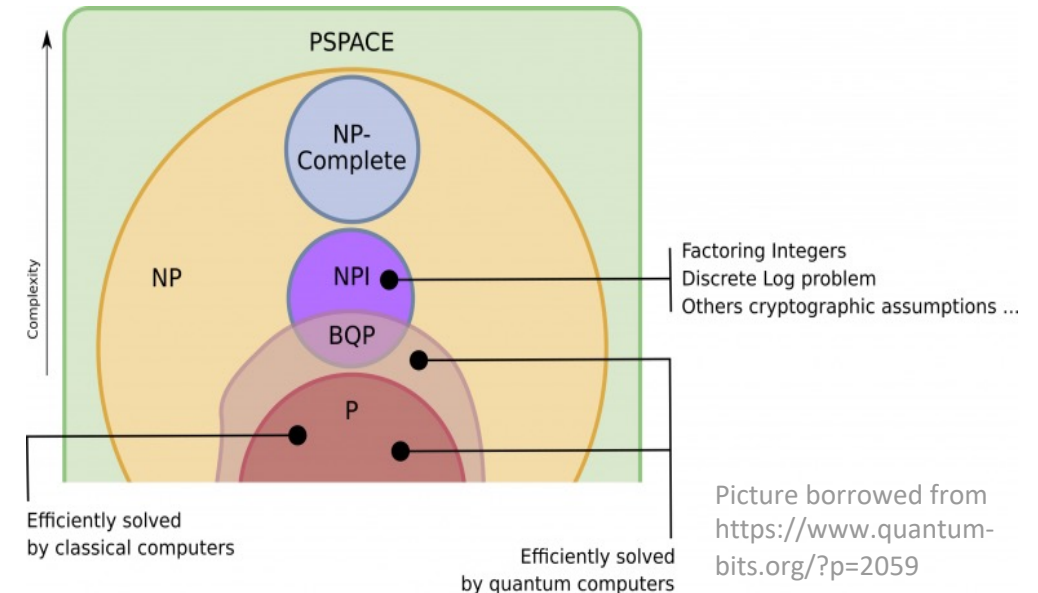 PSPACE
NP-
Complete
NPI
NP
BQP
P
Complexity
Factoring Integers
Discrete Log problem
Others cryptographic assumptions ...
Efficiently solved
by classical computers
Efficiently solved
by quantum computers
Picture borrowed from
https://www.quantum-
bits.org/?p=2059